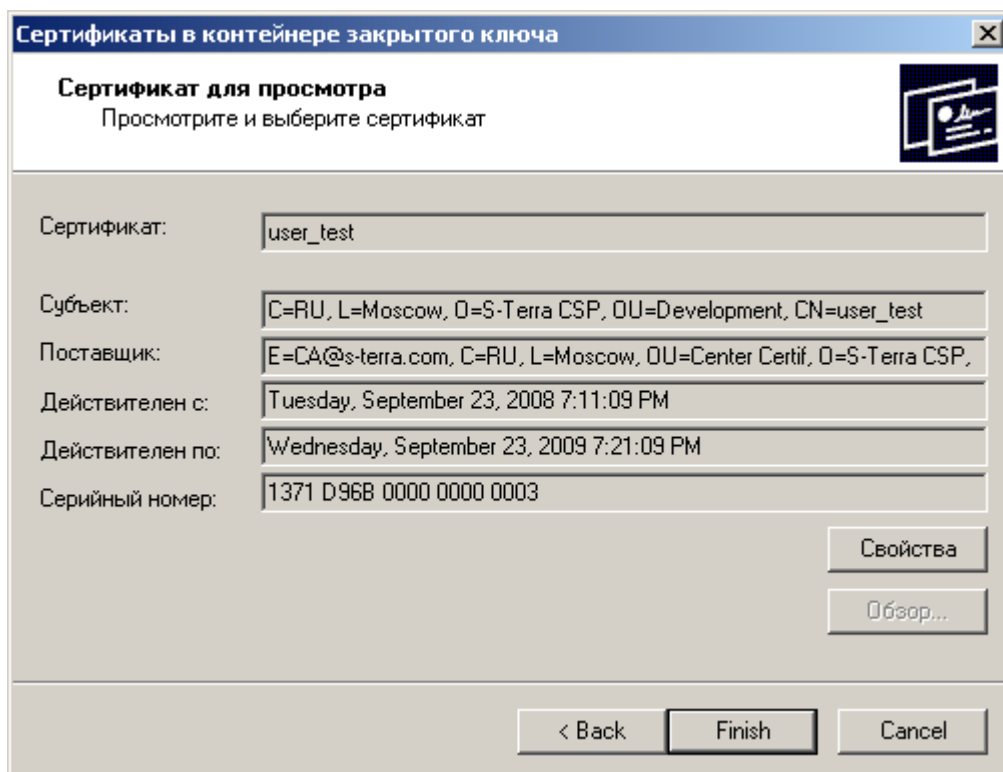 Сертификаты в контейнере закрытого ключа
Сертификат для просмотра
Просмотрите и выберите сертификат
Сертификат: user_test
Субъект: C=RU, L=Moscow, O=S-Terra CSP, OU=Development, CN=user_test
Поставщик: E=CA@s-terra.com, C=RU, L=Moscow, OU=Center Certif, O=S-Terra CSP,
Действителен с: Tuesday, September 23, 2008 7:11:09 PM
Действителен по: Wednesday, September 23, 2009 7:21:09 PM
Серийный номер: 1371 D96B 0000 0000 0003
Свойства
Обзор...
< Back Finish Cancel